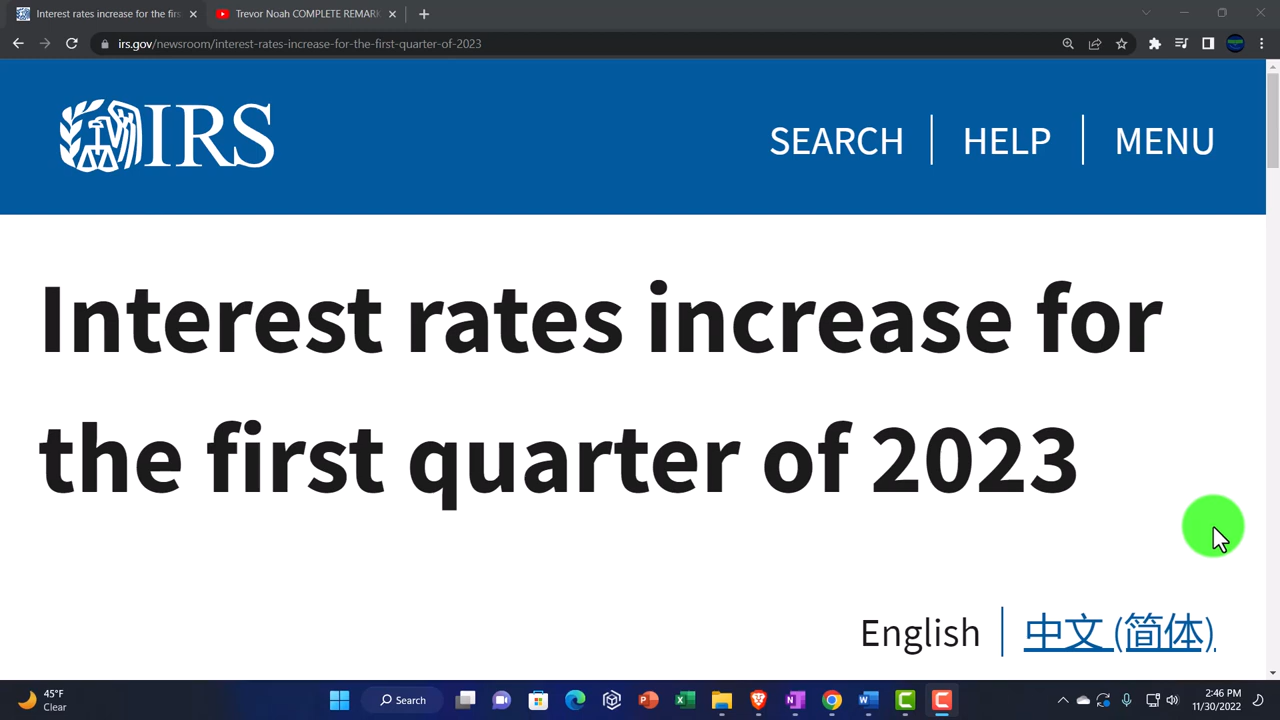 Interest rates increase for the firs
Trevor Noah COMPLETE REMARK
irs.gov/newsroom/interest-rates-increase-for-the-first-quarter-of-2023
IRS
SEARCH
HELP
MENU
Interest rates increase for
the first quarter of 2023
English
中文 (简体)
45°F
Clear
Search
2:46 PM
11/30/2022